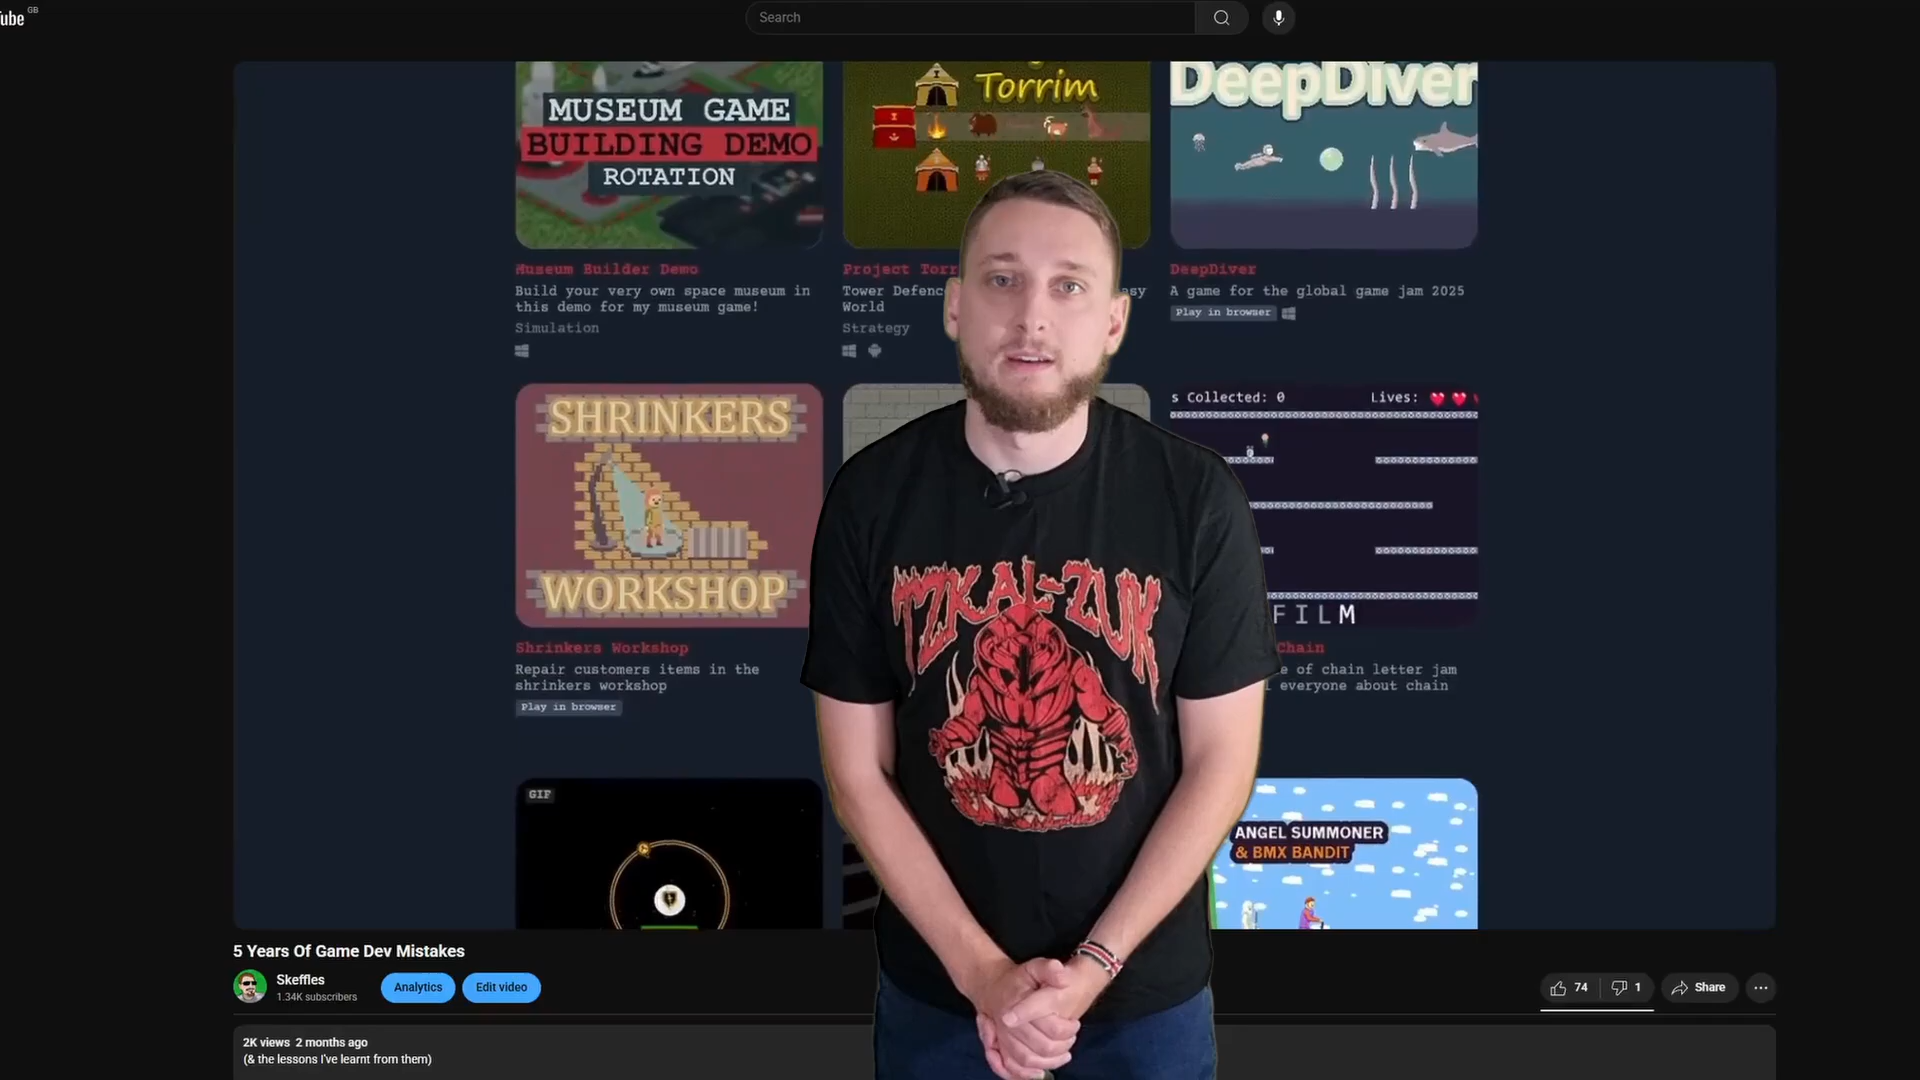 Tube GB
Search
MUSEUM GAME
BUILDING DEMO
ROTATION
Torrim
DeepDiver
Museum Builder Demo
Build your very own space museum in
this demo for my museum game!
Simulation
Project Torr
Tower Defenc
asy
World
Strategy
DeepDiver
A game for the global game jam 2025
Play in browser
SHRINKERS
WORKSHOP
s Collected: 0
Lives:
FILM
Shrinkers Workshop
Repair customers items in the
shrinkers workshop
Play in browser
Chain
e of chain letter jam
everyone about chain
TZKAL-ZUK
GIF
ANGEL SUMMONER
& BMX BANDIT
5 Years Of Game Dev Mistakes
Skeffles
1.34K subscribers
Analytics
Edit video
74
1
Share
2K views 2 months ago
(& the lessons I've learnt from them)